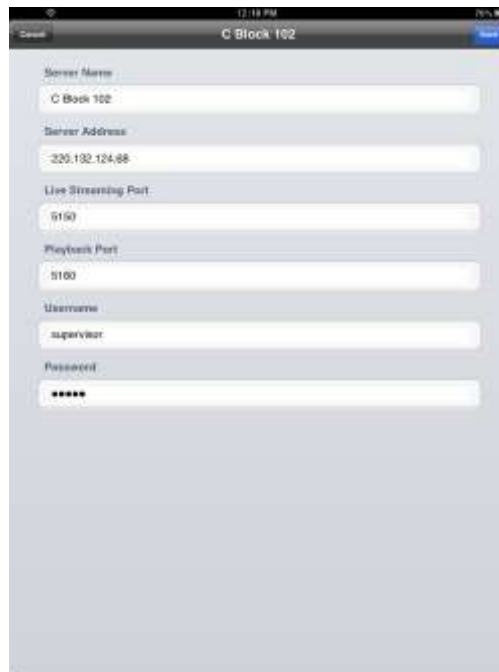 12:18 PM
Cancel C Block 102
Server Name
C Block 102
Server Address
220.132.124.68
Live Streaming Port
5150
Playback Port
5160
Username
supervisor
Password